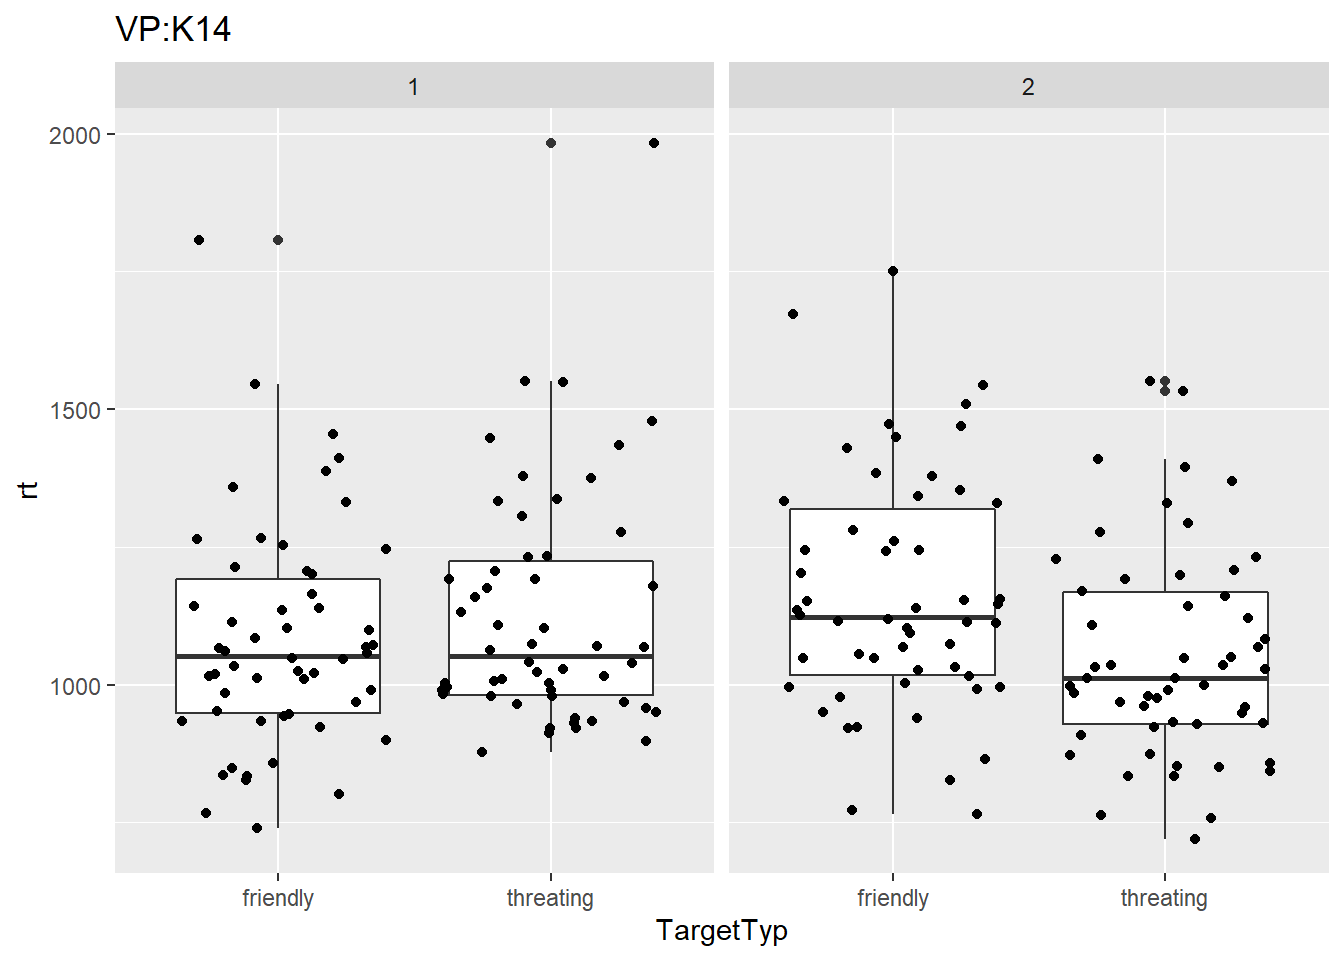 VP:K14
1
2
2000
1500
1000
rt
friendly
threating
friendly
threating
TargetTyp